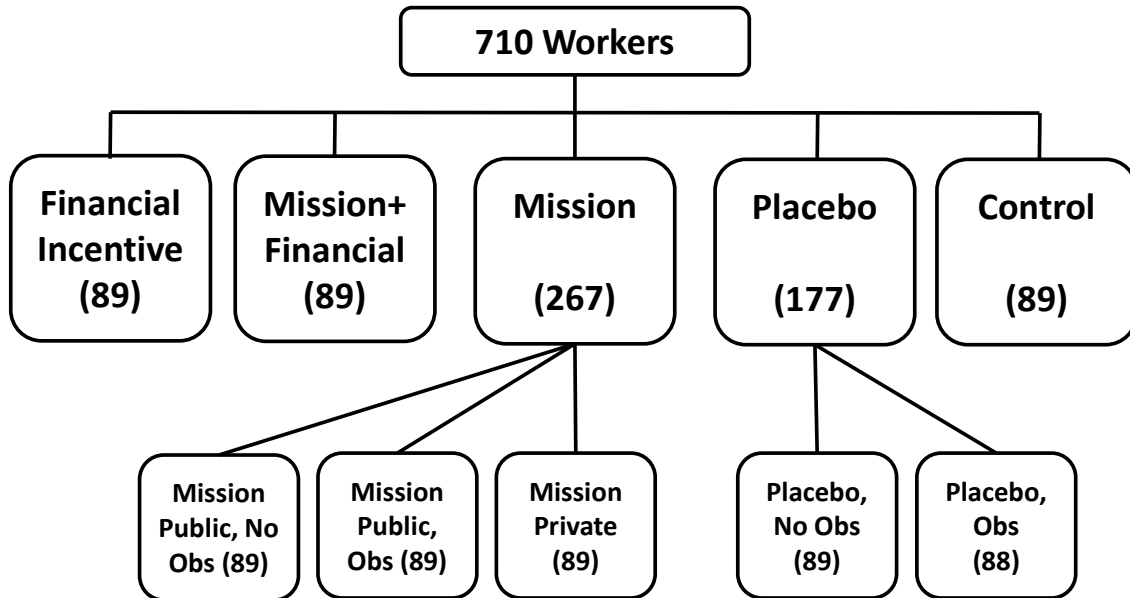 710 Workers
Financial
Incentive
(89)
Mission+
Financial
(89)
Mission
(267)
Placebo
(177)
Control
(89)
Mission
Public, No
Obs (89)
Mission
Public,
Obs (89)
Mission
Private
(89)
Placebo,
No Obs
(89)
Placebo,
Obs
(88)